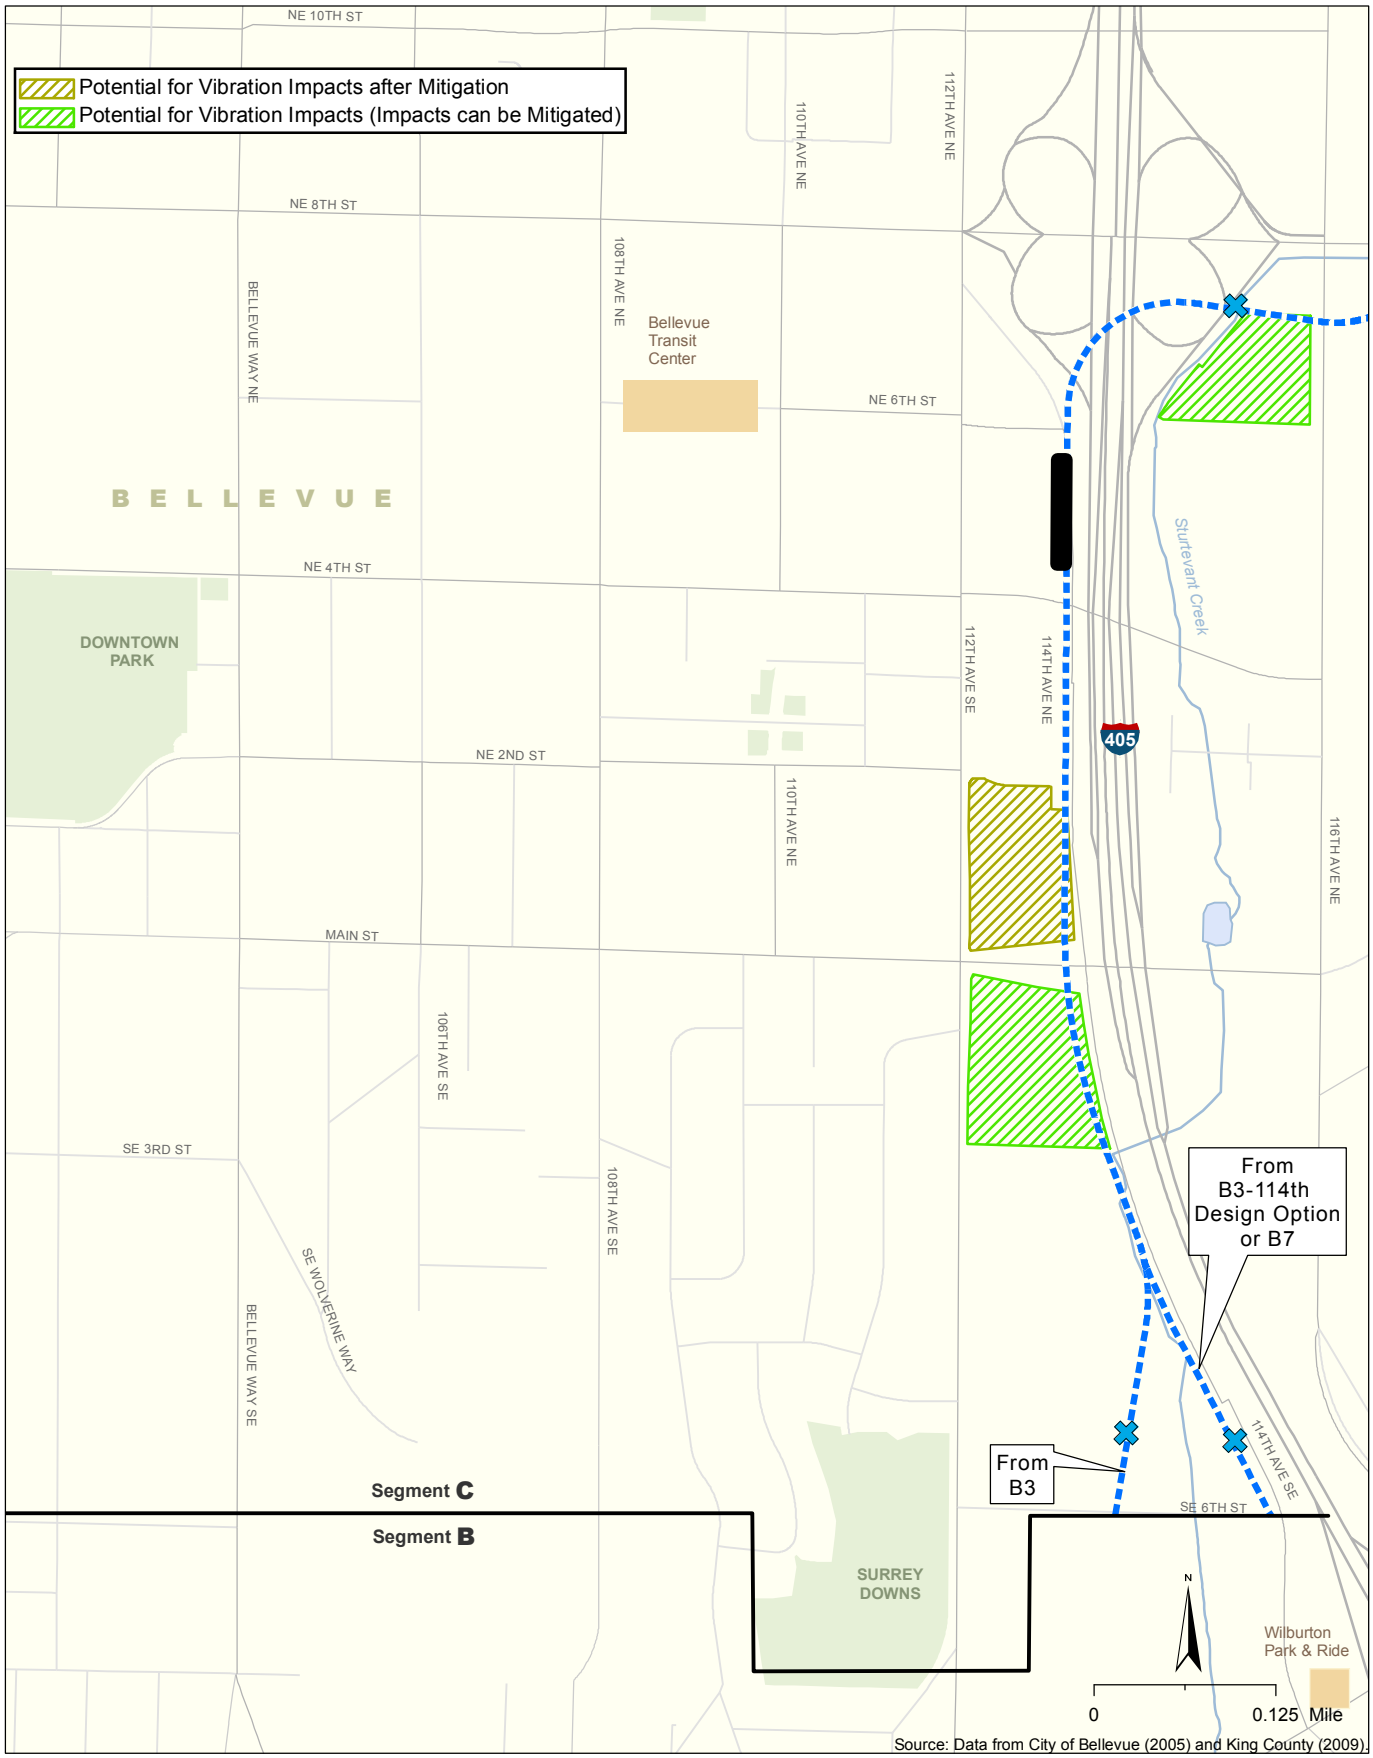 NE 10TH ST
Potential for Vibration Impacts after Mitigation
Potential for Vibration Impacts (Impacts can be Mitigated)
112TH AVE NE
110TH AVE NE
NE 8TH ST
108TH AVE NE
BELLEVUE WAY NE
Bellevue
Transit
Center
NE 6TH ST
BELLEVUE
Sturtevant Creek
NE 4TH ST
DOWNTOWN
PARK
112TH AVE SE
114TH AVE NE
405
NE 2ND ST
110TH AVE NE
116TH AVE NE
MAIN ST
106TH AVE SE
SE 3RD ST
108TH AVE SE
From
B3-114th
Design Option
or B7
SE WOLVERINE WAY
BELLEVUE WAY SE
114TH AVE SE
From
B3
Segment C
SE 6TH ST
Segment B
SURREY
DOWNS
N
Wilburton
Park & Ride
0 0.125 Mile
Source: Data from City of Bellevue (2005) and King County (2009).